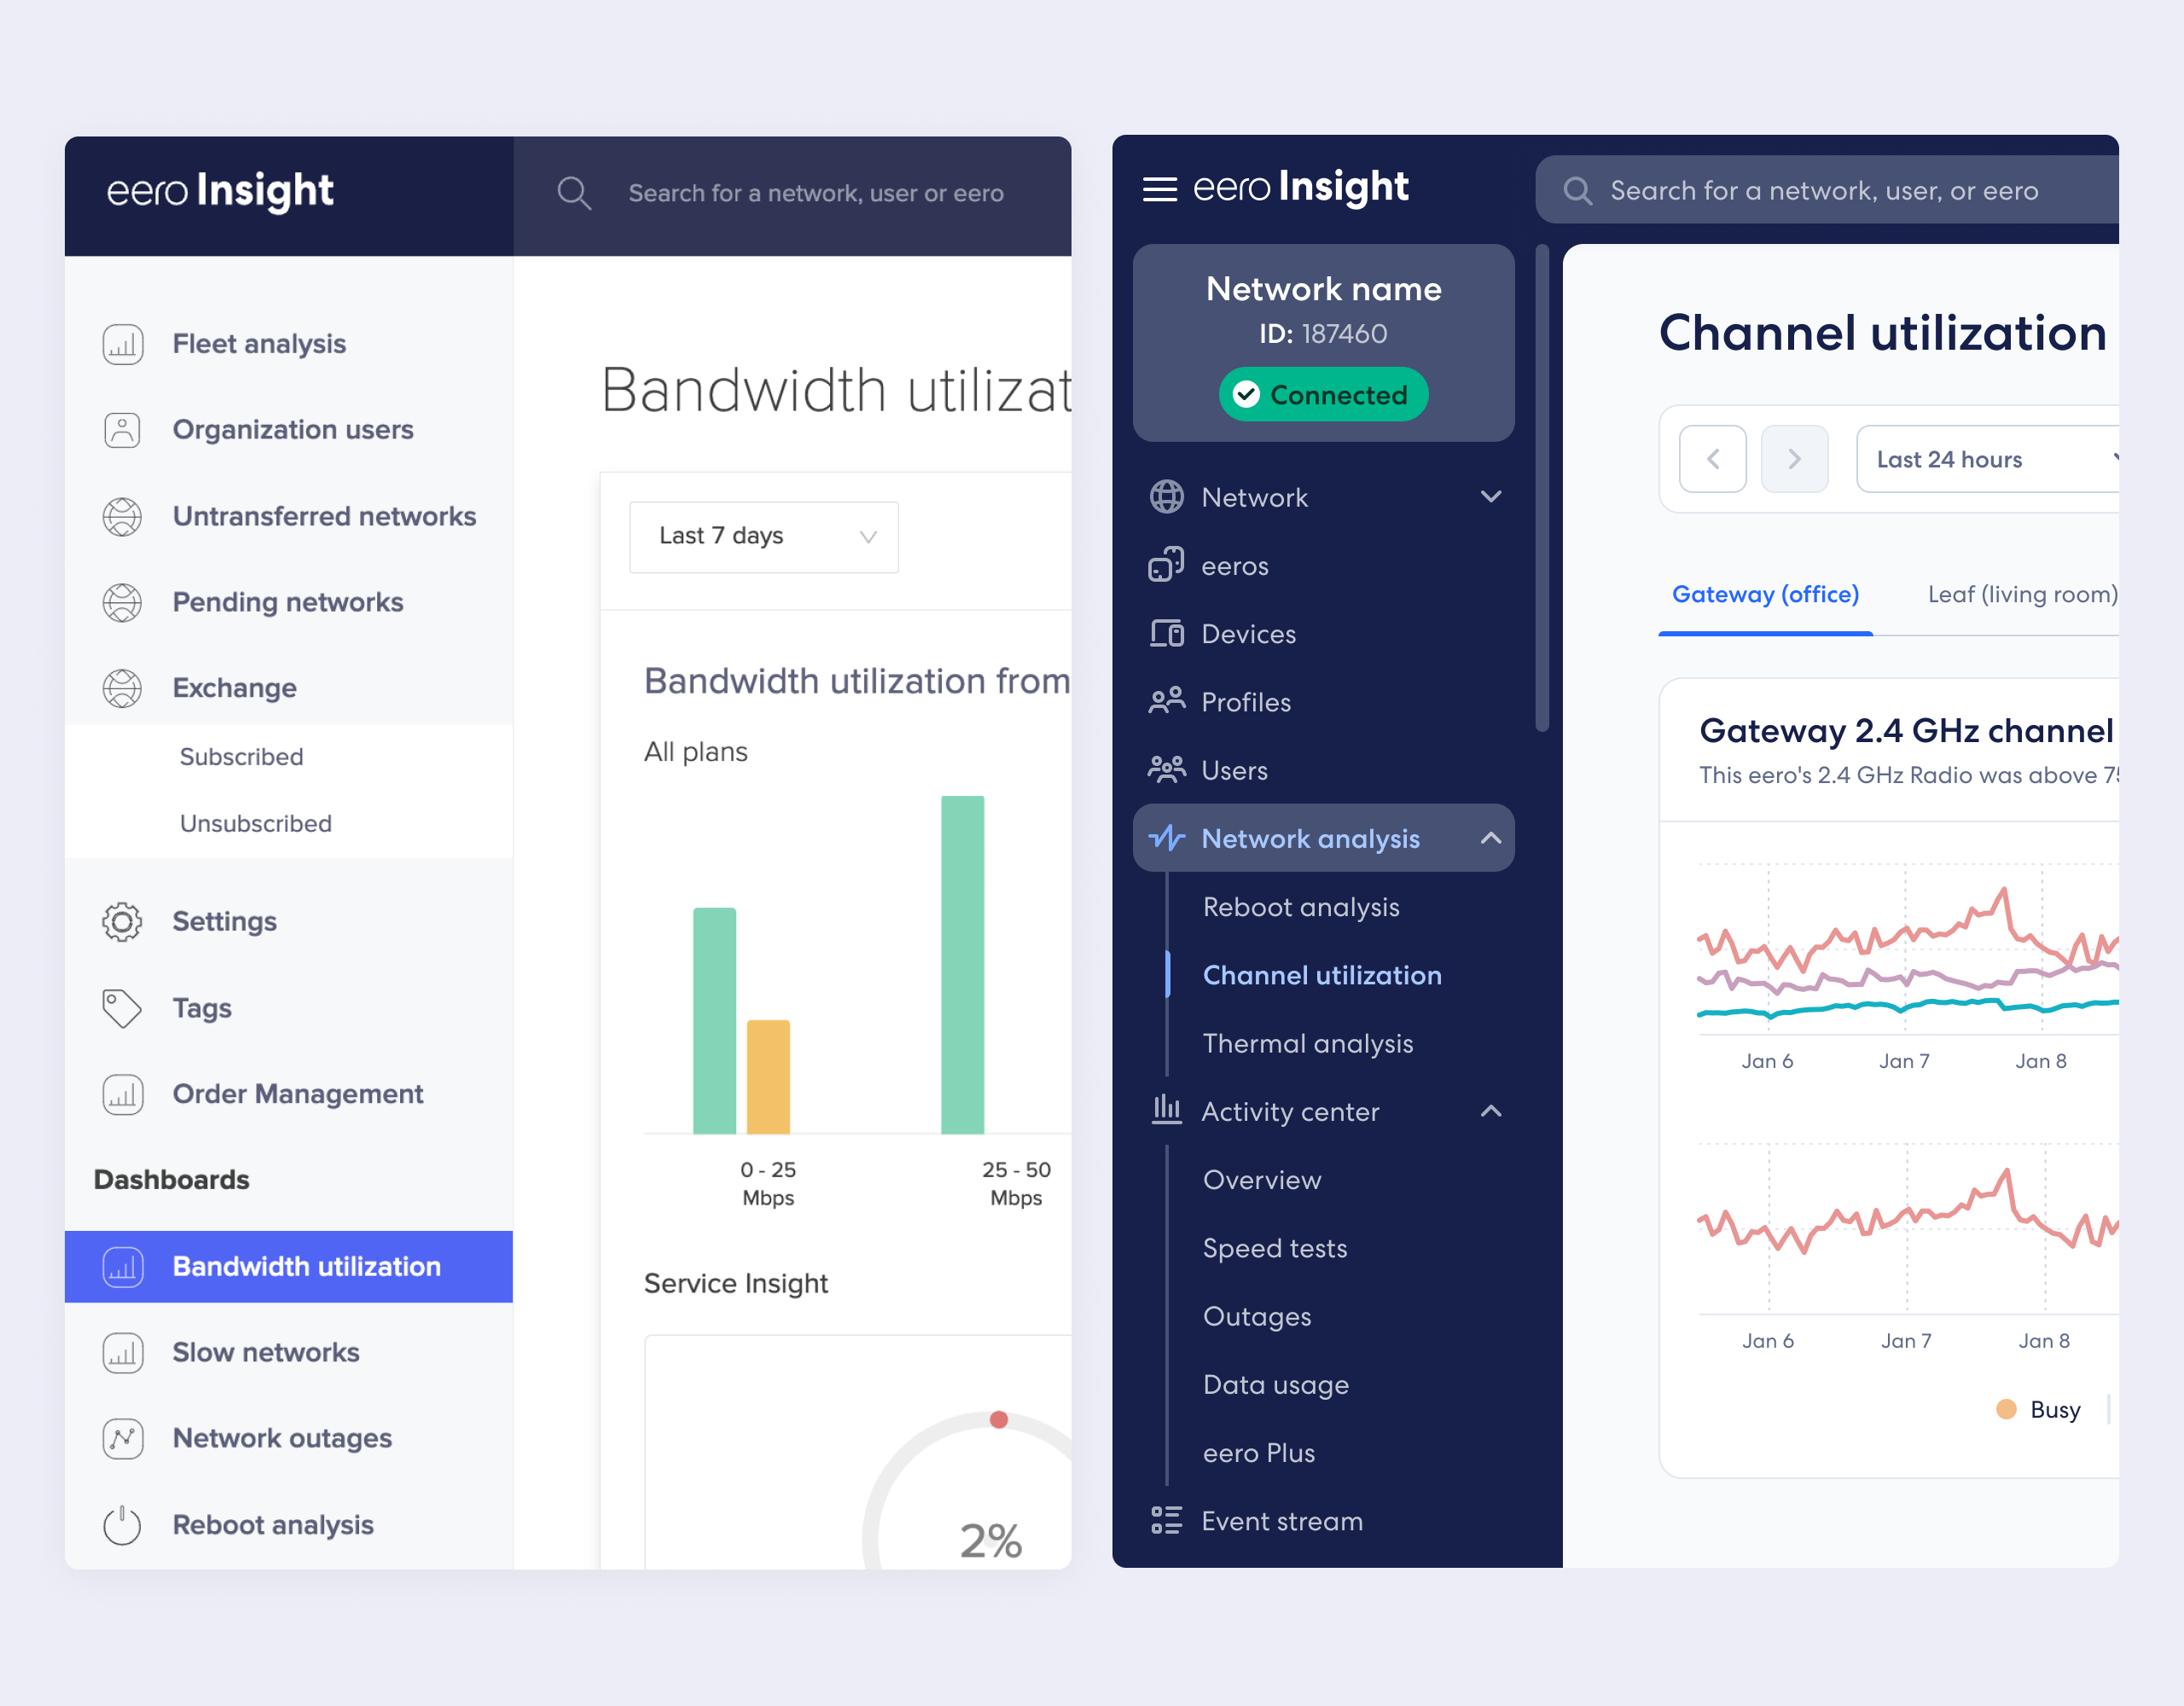 eero Insight
Search for a network, user or eero
Fleet analysis
Organization users
Untransferred networks
Pending networks
Exchange
Subscribed
Unsubscribed
Settings
Tags
Order Management
Dashboards
Bandwidth utilization
Slow networks
Network outages
Reboot analysis
Bandwidth utilizat
Last 7 days
Bandwidth utilization from
All plans
0 - 25
Mbps
25 - 50
Mbps
Service Insight
2%
eero Insight
Search for a network, user, or eero
Network name
ID: 187460
Connected
Network
eeros
Devices
Profiles
Users
Network analysis
Reboot analysis
Channel utilization
Thermal analysis
Activity center
Overview
Speed tests
Outages
Data usage
eero Plus
Event stream
Channel utilization
Last 24 hours
Gateway (office)
Leaf (living room)
Gateway 2.4 GHz channel
This eero's 2.4 GHz Radio was above 75
Jan 6
Jan 7
Jan 8
Jan 6
Jan 7
Jan 8
Busy